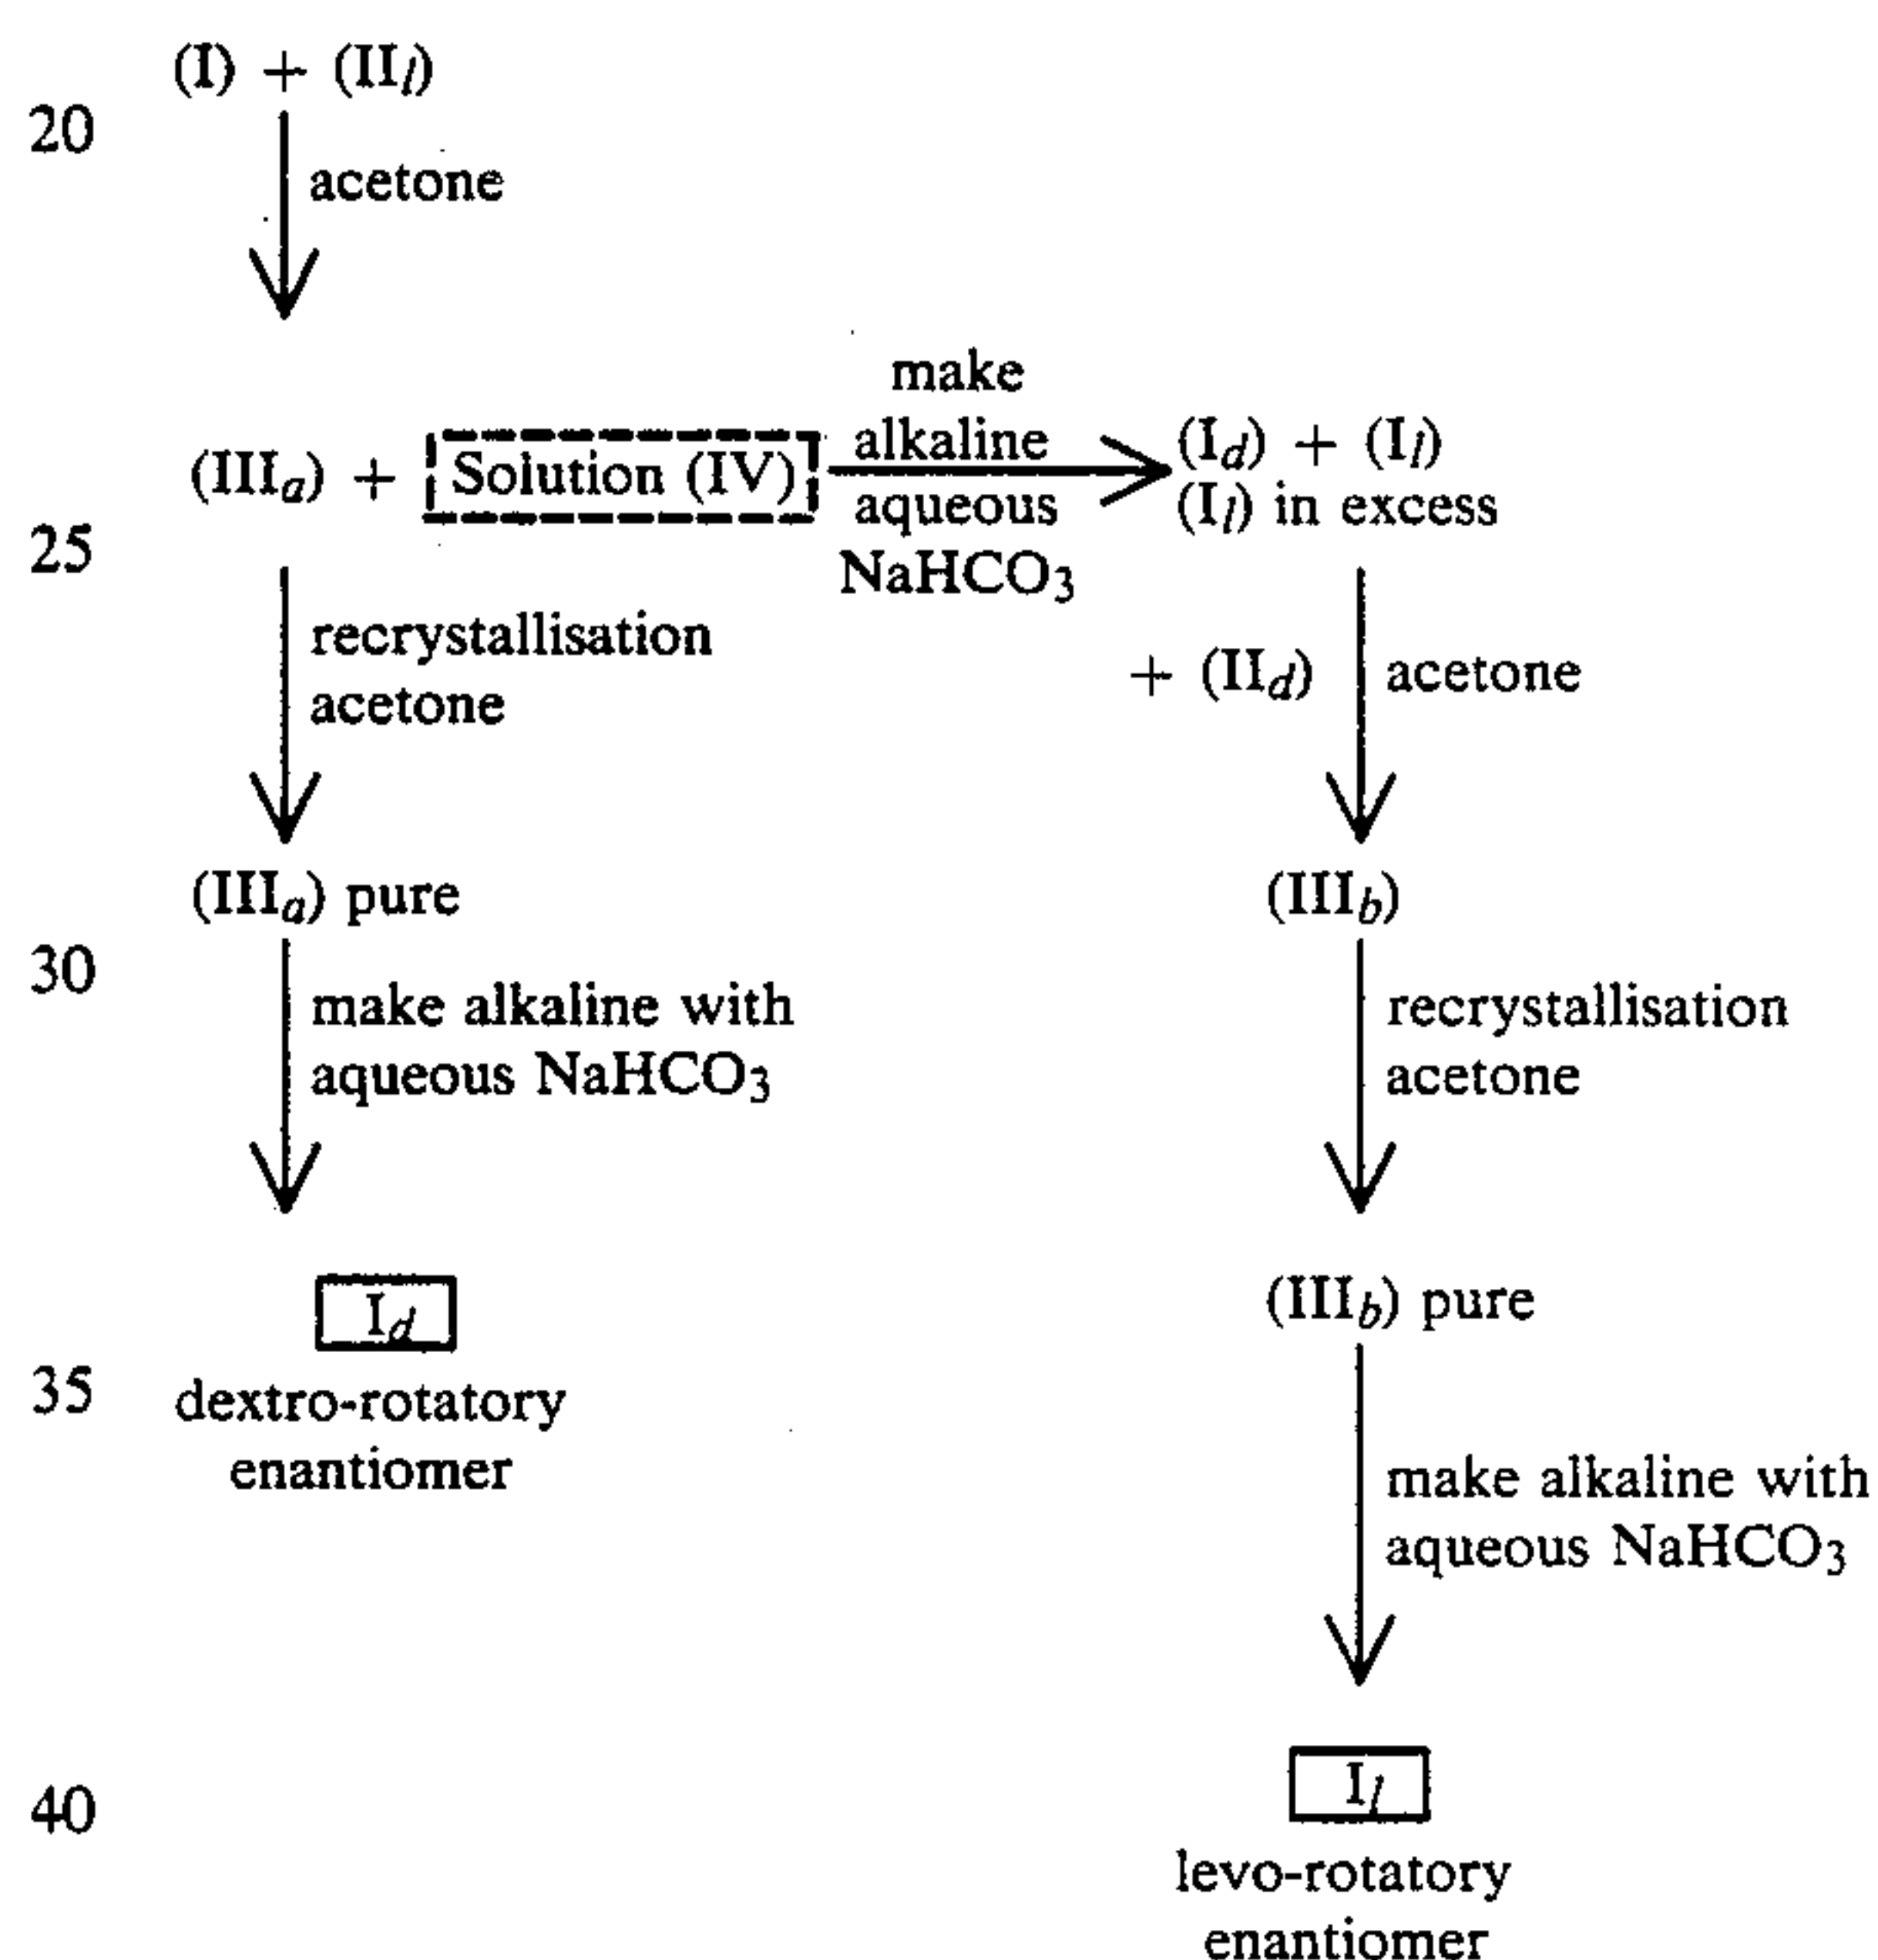 (I) + (II_l)
20
acetone
make
alkaline
aqueous
NaHCO3
(III_a) + Solution (IV)
(I_d) + (I_l)
(I_l) in excess
25
recrystallisation
acetone
+ (II_d)
acetone
(III_a) pure
(III_b)
30
make alkaline with
aqueous NaHCO3
recrystallisation
acetone
I_d
(III_b) pure
35
dextro-rotatory
enantiomer
make alkaline with
aqueous NaHCO3
40
I_l
levo-rotatory
enantiomer